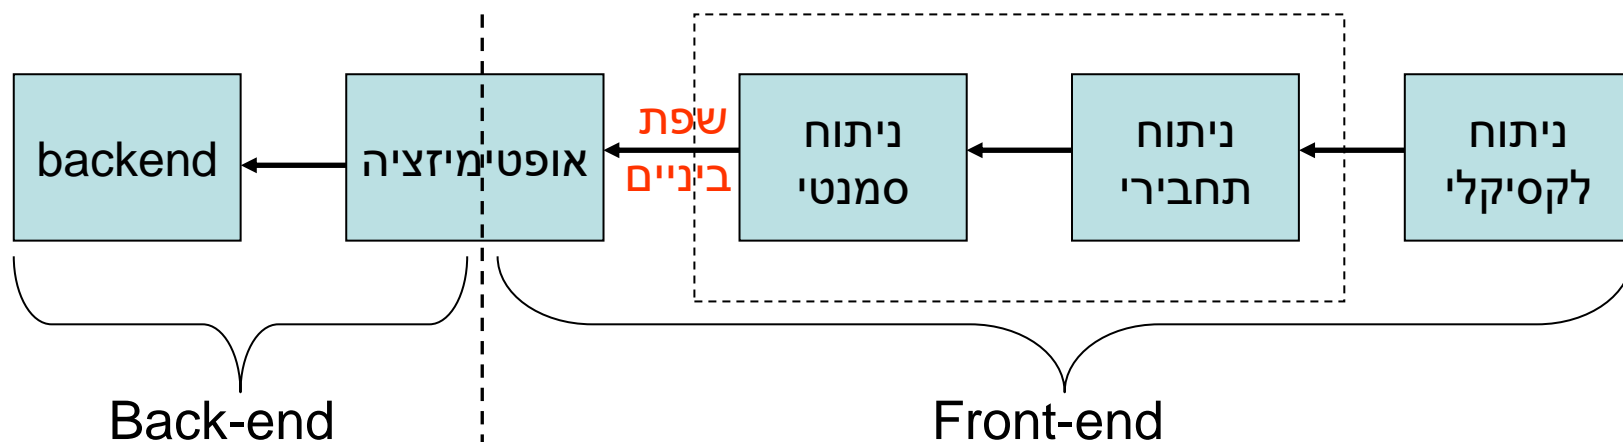 ניתוח
לקסיקלי
ניתוח
תחבירי
ניתוח
סמנטי
שפת
ביניים
אופטימיזציה
backend
Front-end
Back-end